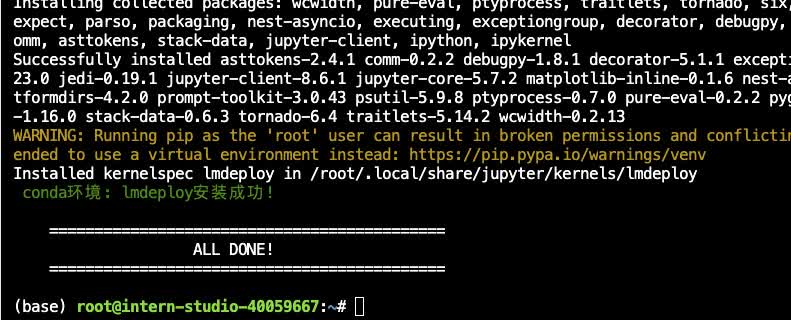 Installing collected packages: wcwidth, pure-eval, ptyprocess, traitlets, tornado, six,
expect, parso, packaging, nest-asyncio, executing, exceptiongroup, decorator, debugpy,
omm, asttokens, stack-data, jupyter-client, ipython, ipykernel
Successfully installed asttokens-2.4.1 comm-0.2.2 debugpy-1.8.1 decorator-5.1.1 excepti
23.0 jedi-0.19.1 jupyter-client-8.6.1 jupyter-core-5.7.2 matplotlib-inline-0.1.6 nest-a
tformdirs-4.2.0 prompt-toolkit-3.0.43 psutil-5.9.8 ptyprocess-0.7.0 pure-eval-0.2.2 pyg
-1.16.0 stack-data-0.6.3 tornado-6.4 traitlets-5.14.2 wcwidth-0.2.13
WARNING: Running pip as the 'root' user can result in broken permissions and conflictin
ended to use a virtual environment instead: https://pip.pypa.io/warnings/venv
Installed kernelspec lmdeploy in /root/.local/share/jupyter/kernels/lmdeploy
conda环境: lmdeploy安装成功!
============================================
ALL DONE!
============================================
(base) root@intern-studio-40059667:~#